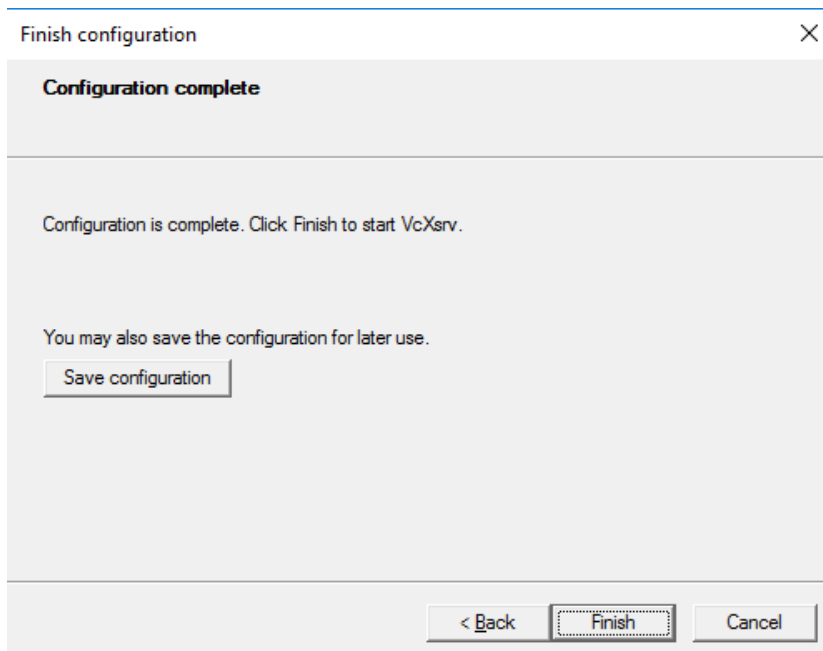 Finish configuration
Configuration complete
Configuration is complete. Click Finish to start VcXsrv.
You may also save the configuration for later use.
Save configuration
< Back Finish Cancel